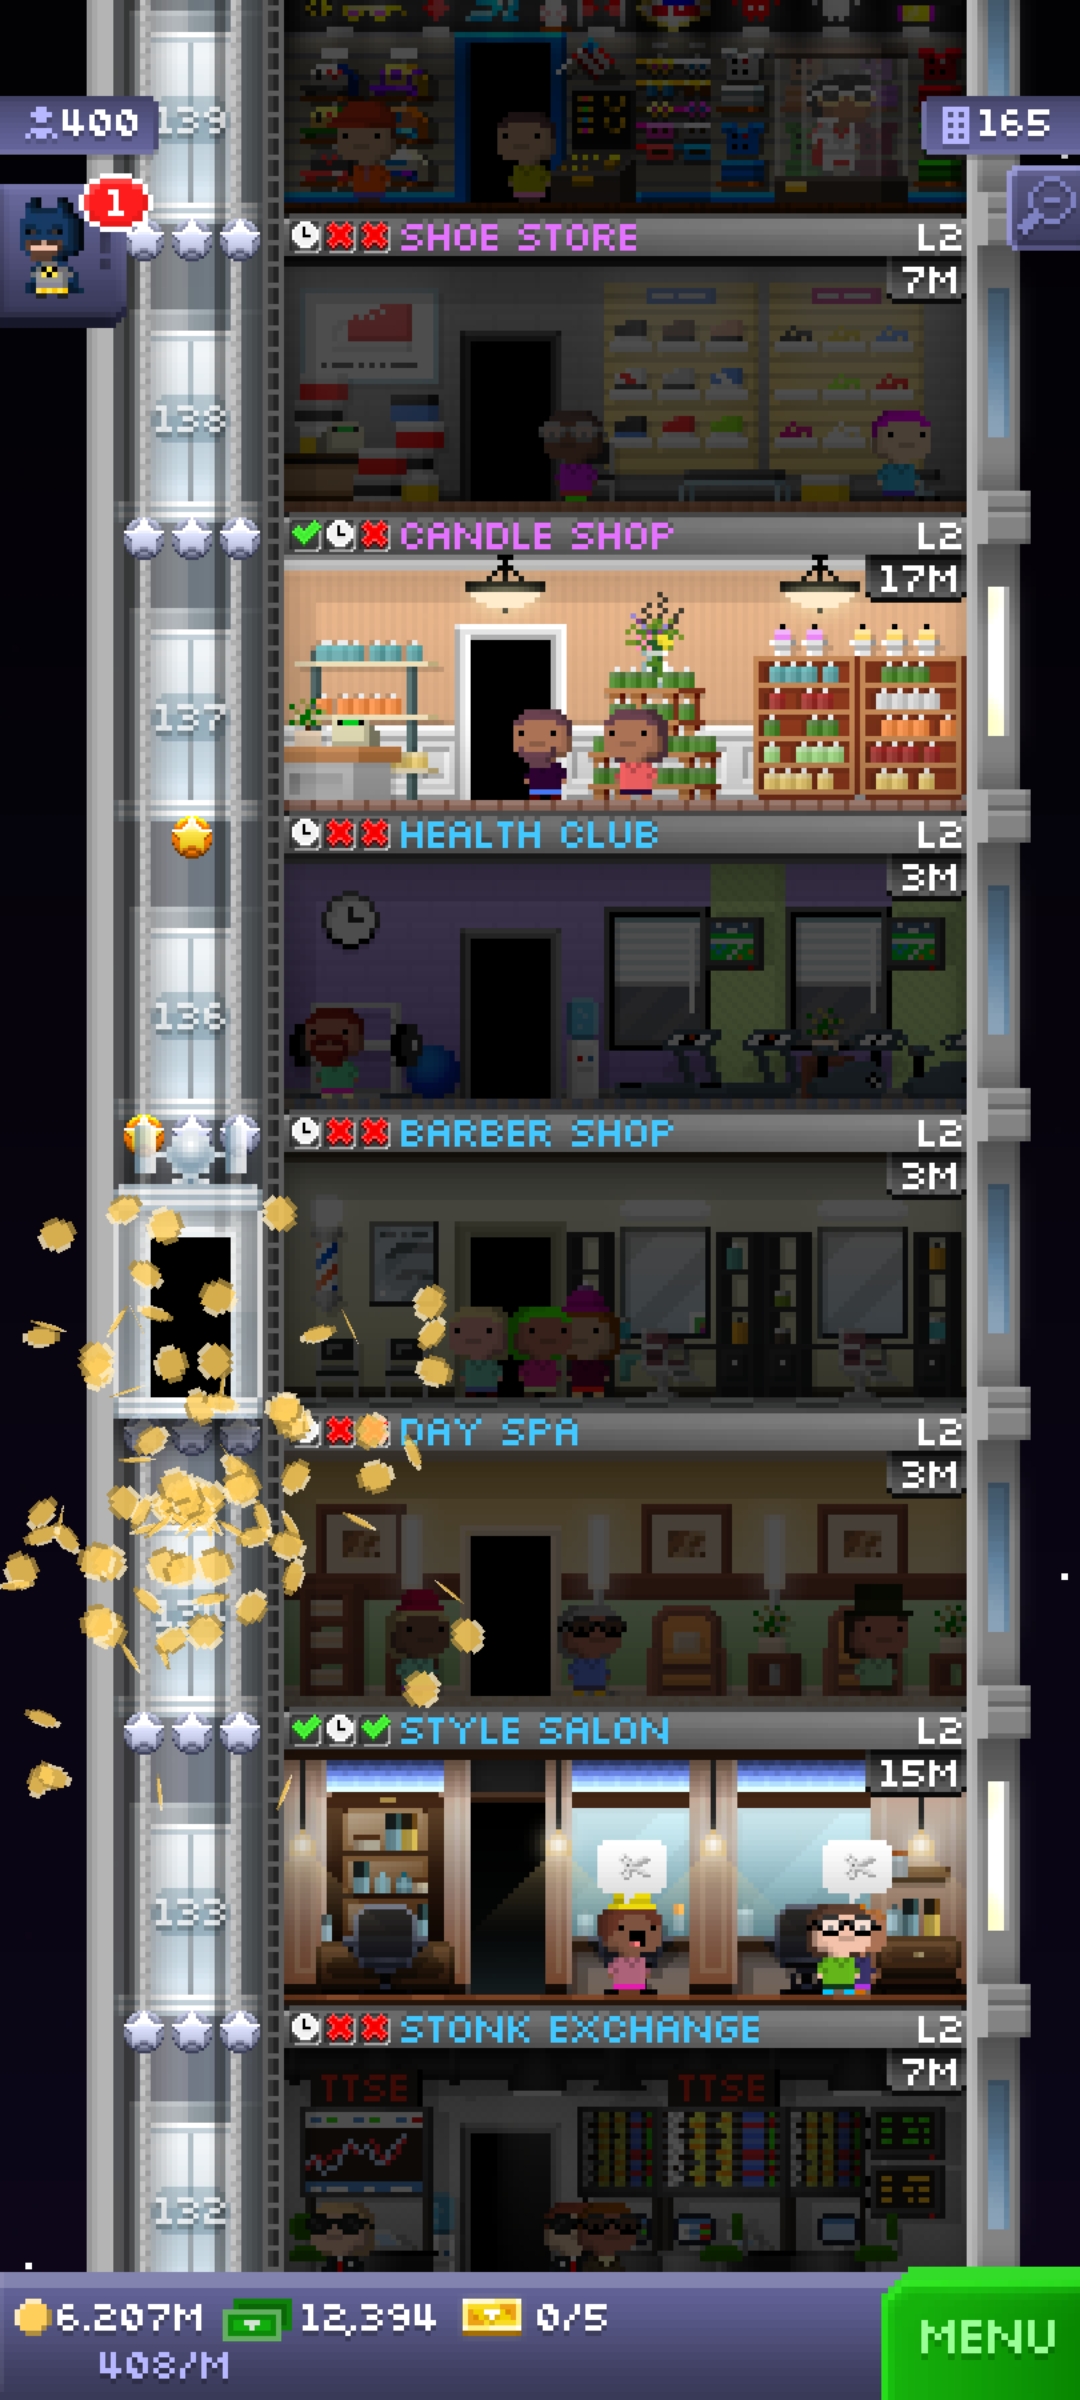 400
139
165
1
SHOE STORE L2
7M
138
CANDLE SHOP L2
17M
137
HEALTH CLUB L2
3M
136
BARBER SHOP L2
3M
DAY SPA L2
3M
STYLE SALON L2
15M
133
STONK EXCHANGE L2
7M
TTSE TTSE
132
6.207M 12,394 0/5
408/M
MENU